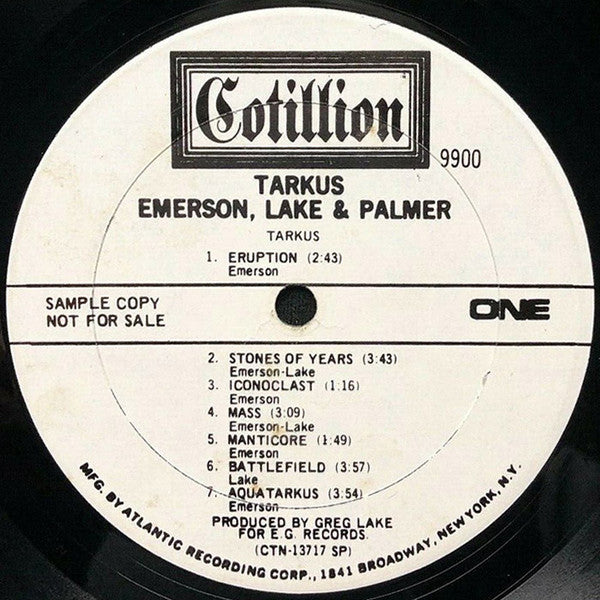 Cotillion
9900
TARKUS
EMERSON, LAKE & PALMER
TARKUS
1. ERUPTION (2:43)
Emerson
SAMPLE COPY
NOT FOR SALE
ONE
2. STONES OF YEARS (3:43)
Emerson-Lake
3. ICONOCLAST (1:16)
Emerson
4. MASS (3:09)
Emerson-Lake
5. MANTICORE (1:49)
Emerson
6. BATTLEFIELD (3:57)
Lake
7. AQUATARKUS (3:54)
Emerson
PRODUCED BY GREG LAKE
FOR E.G. RECORDS.
(CTN-13717 SP)
MFG. BY ATLANTIC RECORDING CORP., 1841 BROADWAY, NEW YORK, N.Y.